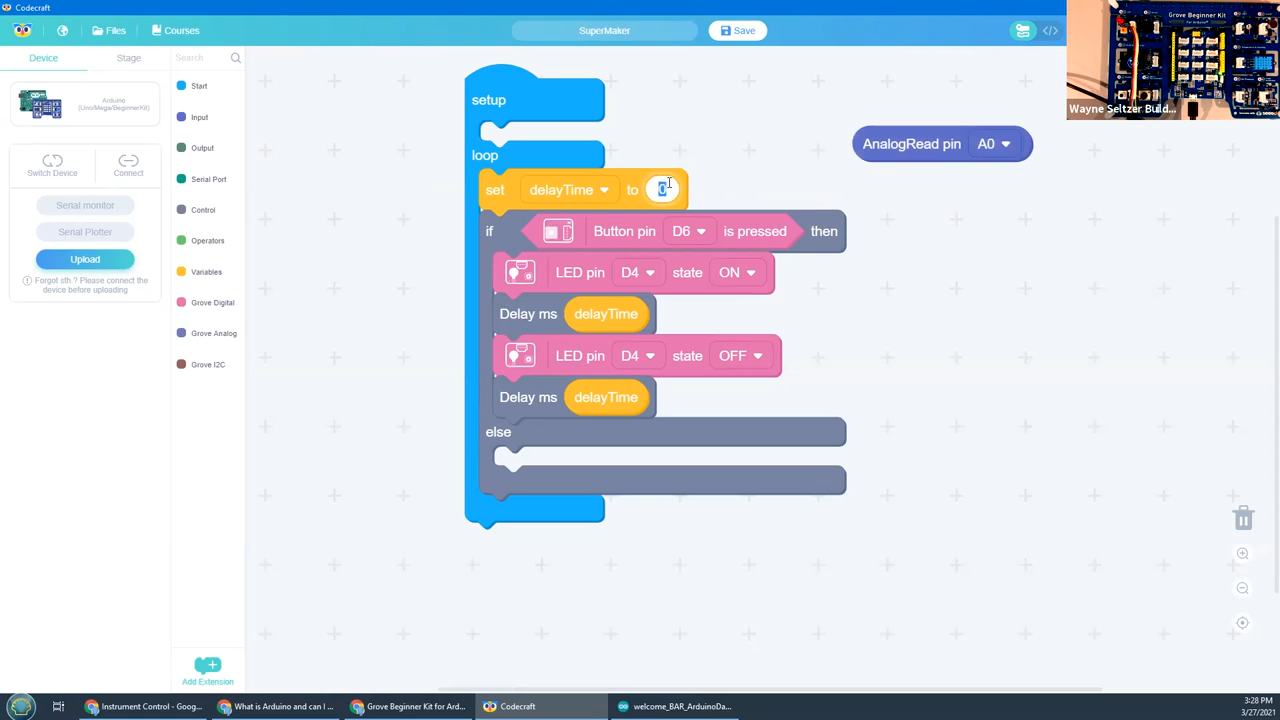 Codecraft
Files
Courses
SuperMaker
Save
</>
Grove Beginner Kit
Wayne Seltzer Build...
Device
Stage
Search
Arduino
(Uno/Mega/BeginnerKit)
Switch Device
Connect
Serial monitor
Serial Plotter
Upload
Forgot sth. ? Please connect the
device before uploading
Start
Input
Output
Serial Port
Control
Operators
Variables
Grove Digital
Grove Analog
Grove I2C
Add Extension
setup
loop
set delayTime to 0
if Button pin D6 is pressed then
LED pin D4 state ON
Delay ms delayTime
LED pin D4 state OFF
Delay ms delayTime
else
AnalogRead pin A0
Instrument Control - Goog...
What is Arduino and can I ...
Grove Beginner Kit for Ard...
Codecraft
welcome_BAR_ArduinoDa...
3:28 PM
3/27/2021